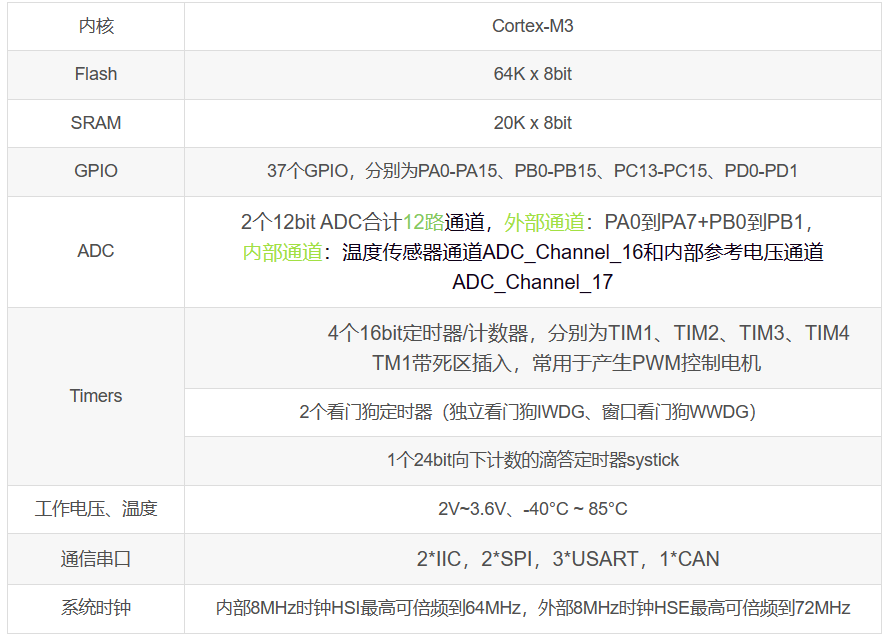 内核
Cortex-M3
Flash
64K x 8bit
SRAM
20K x 8bit
GPIO
37个GPIO，分别为PA0-PA15、PB0-PB15、PC13-PC15、PD0-PD1
ADC
2个12bit ADC合计12路通道，外部通道：PA0到PA7+PB0到PB1，
内部通道：温度传感器通道ADC_Channel_16和内部参考电压通道
ADC_Channel_17
Timers
4个16bit定时器/计数器，分别为TIM1、TIM2、TIM3、TIM4
TM1带死区插入，常用于产生PWM控制电机
2个看门狗定时器（独立看门狗IWDG、窗口看门狗WWDG）
1个24bit向下计数的滴答定时器systick
工作电压、温度
2V~3.6V、-40°C ~ 85°C
通信串口
2*IIC，2*SPI，3*USART，1*CAN
系统时钟
内部8MHz时钟HSI最高可倍频到64MHz，外部8MHz时钟HSE最高可倍频到72MHz